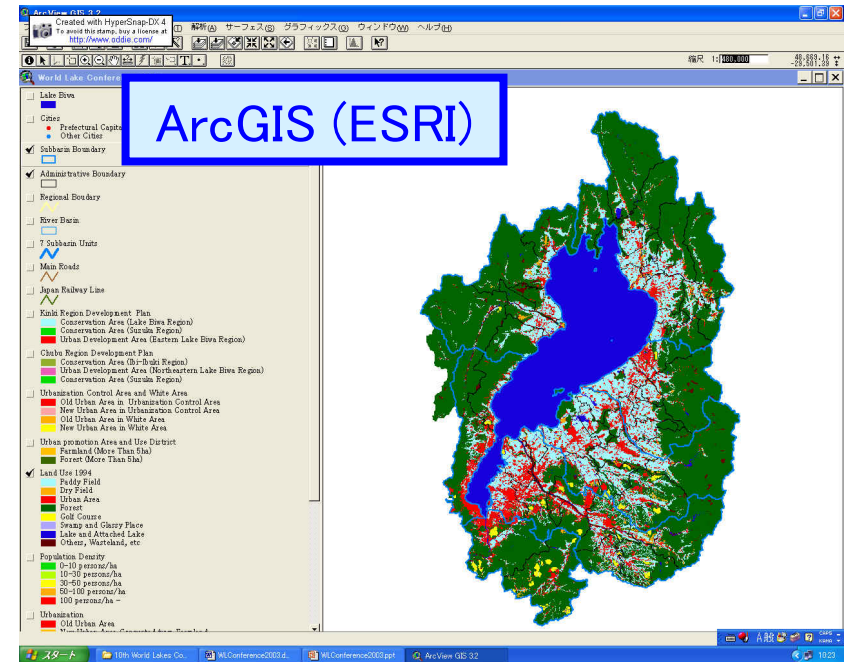 ArcView GIS 3.2
Created with HyperSnap-DX 4
To avoid this stamp, buy a license at
http://www.oddie.com/
解析(A) サーフェス(S) グラフィックス(G) ウィンドウ(W) ヘルプ(H)
縮尺 1:
World Lake Confere
ArcGIS (ESRI)
Lake Biwa
Cities
Prefectural Capita
Other Cities
Subbasin Boundary
Administrative Boundary
Regional Boudary
River Basin
7 Subbasin Units
Main Roads
Japan Railway Line
Kinki Region Development Plan
Conservation Area (Lake Biwa Region)
Conservation Area (Suzuka Region)
Urban Development Area (Eastern Lake Biwa Region)
Chubu Region Development Plan
Conservation Area (Ibi-Ibuki Region)
Urban Development Area (Northeastern Lake Biwa Region)
Conservation Area (Suzuka Region)
Urbanization Control Area and White Area
Old Urban Area in Urbanization Control Area
New Urban Area in Urbanization Control Area
Old Urban Area in White Area
New Urban Area in White Area
Urban promotion Area and Use District
Farmland (More Than 5ha)
Forest (More Than 5ha)
Land Use 1994
Paddy Field
Dry Field
Urban Area
Forest
Golf Course
Swamp and Glassy Place
Lake and Attached Lake
Others, Wasteland, etc
Population Density
0-10 persons/ha
10-30 persons/ha
30-50 persons/ha
50-100 persons/ha
100 persons/ha -
Urbanization
Old Urban Area
A般
CAPS
KANA
スタート
10th World Lakes Co...
WLConference2003.d...
WLConference2003.ppt
ArcView GIS 3.2
10:23